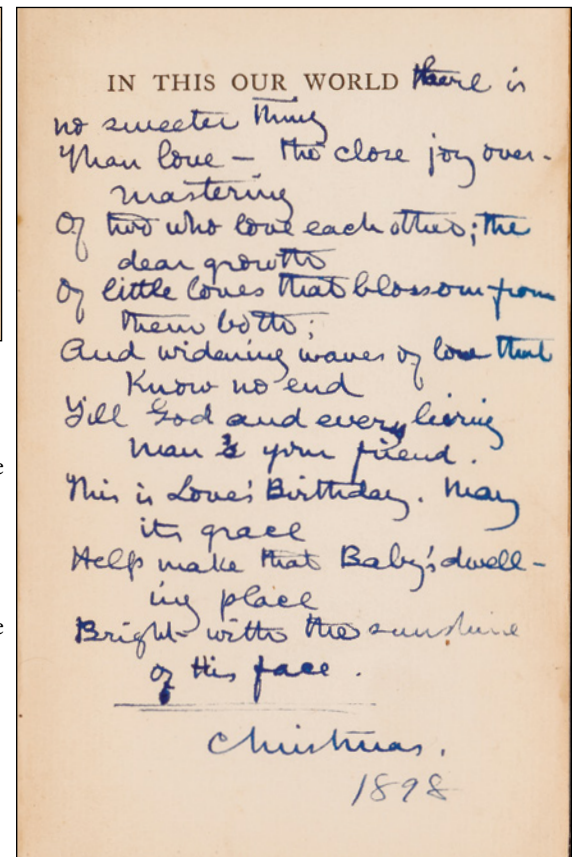 IN THIS OUR WORLD there is
no sweeter thing
Than love – the close joy over-
mastering
Of two who love each other; the
dear growth
Of little loves that blossom from
them both;
And widening waves of love that
Know no end
Till God and every living
man is your friend.
This is Love's Birthday. May
its grace
Help make that Baby's dwell-
ing place
Bright with the sunshine
of His face.
Christmas.
1898
e
e